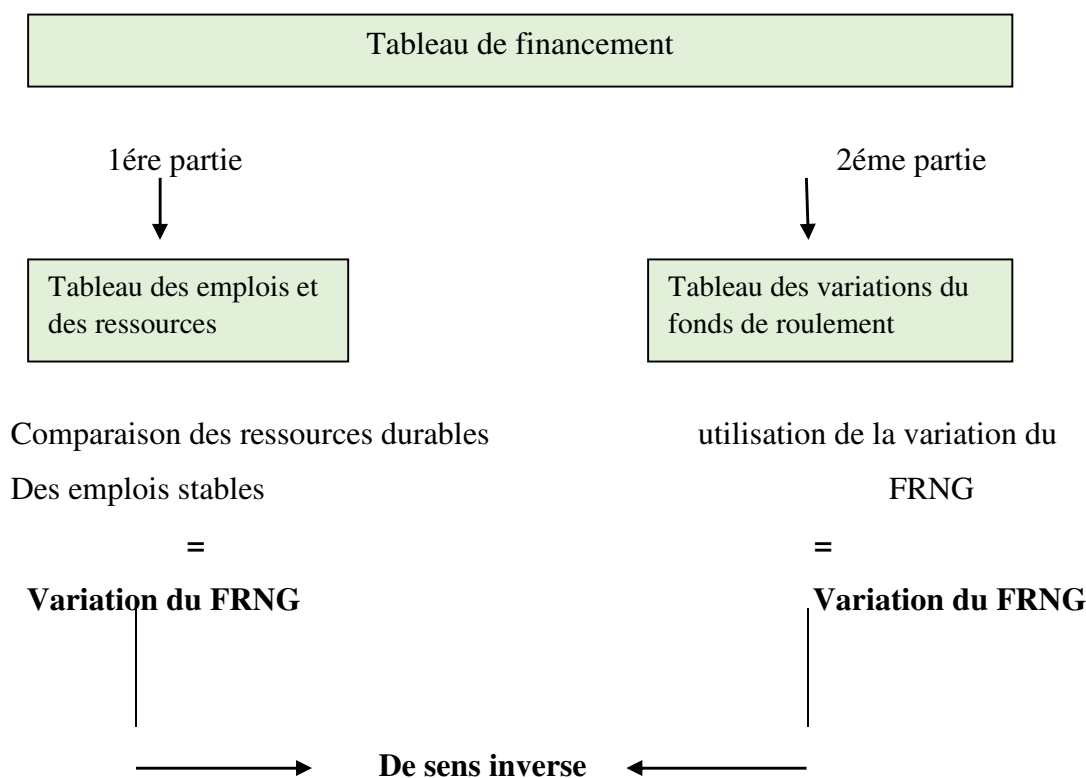 Tableau de financement
1ére partie
2éme partie
Tableau des emplois et
des ressources
Tableau des variations du
fonds de roulement
Comparaison des ressources durables
Des emplois stables
=
Variation du FRNG
utilisation de la variation du
FRNG
=
Variation du FRNG
De sens inverse